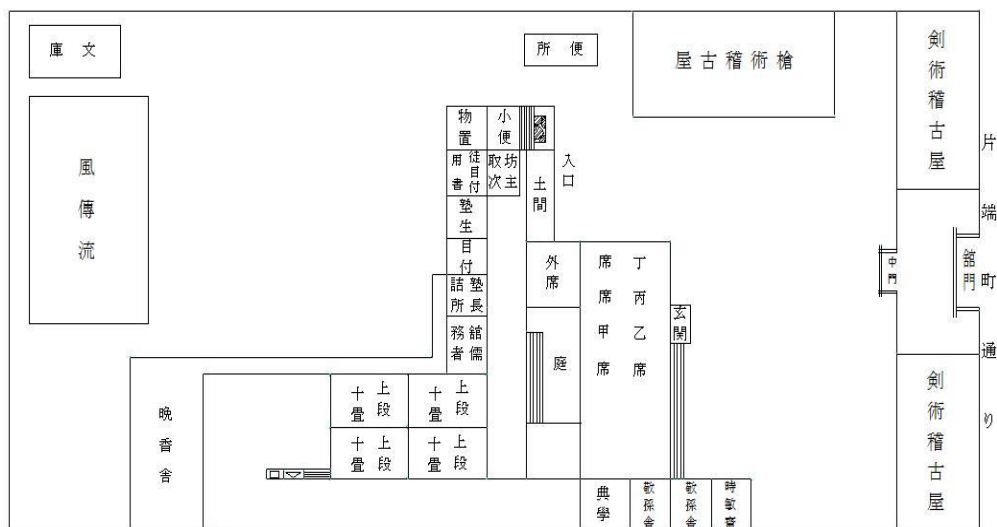 庫文
所便
屋古稽術槍
剣術稽古屋
片端町通り
風傳流
物置
小便
入口
徒目付
用書
坊主
取次
土間
塾生
目付
外席
丁丙乙席
席席甲席
中門
舘門
塾長
詰所
玄関
舘儒
務者
庭
上段
十畳
上段
十畳
上段
十畳
上段
十畳
晩香舎
剣術稽古屋
典學
敬孫舎
敬孫舎
時敏齋